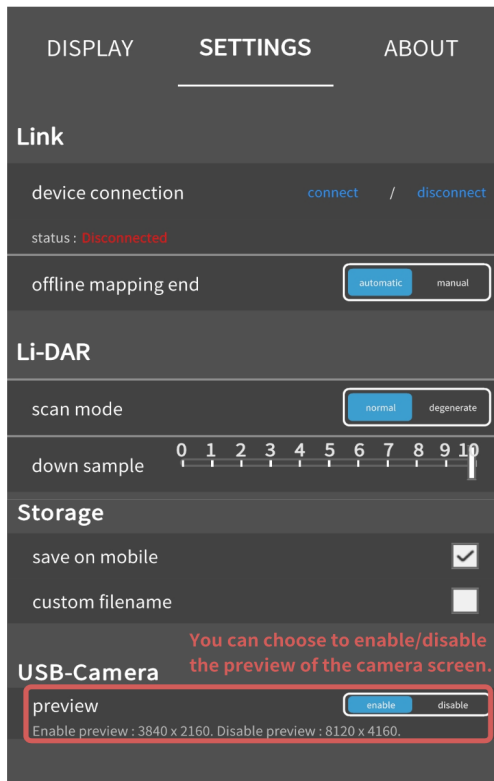 DISPLAY SETTINGS ABOUT
Link
device connection connect / disconnect
status : Disconnected
offline mapping end automatic manual
Li-DAR
scan mode normal degenerate
0 1 2 3 4 5 6 7 8 9 10
down sample
Storage
save on mobile
custom filename
You can choose to enable/disable
the preview of the camera screen.
USB-Camera
preview enable disable
Enable preview : 3840 x 2160. Disable preview : 8120 x 4160.